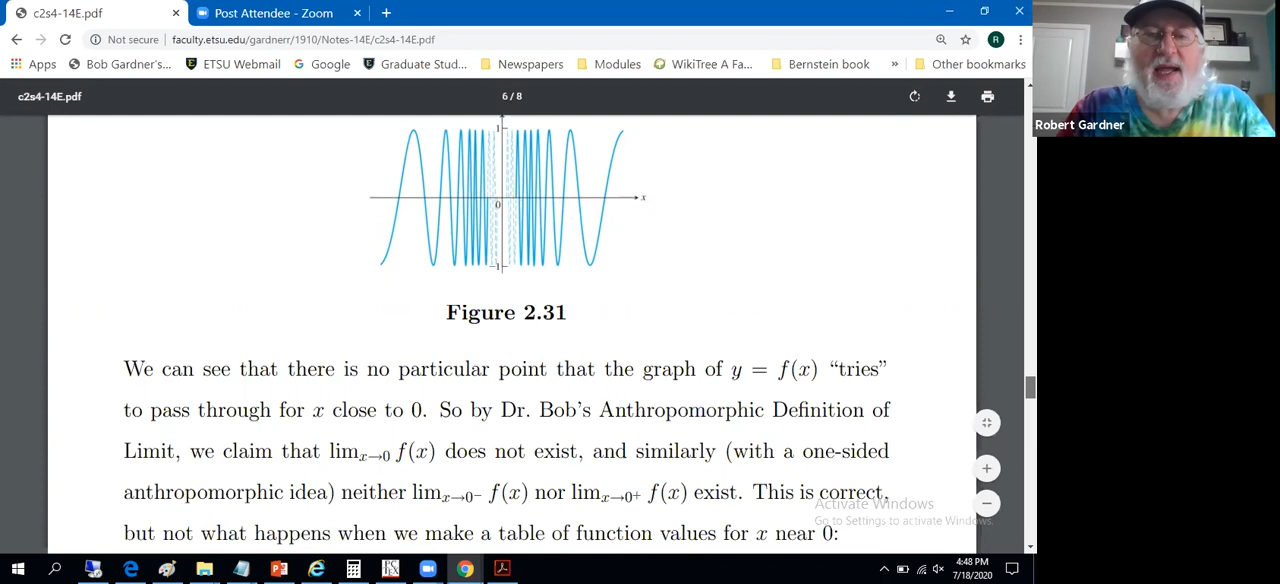 c2s4-14E.pdf
Post Attendee - Zoom
Not secure | faculty.etsu.edu/gardnerr/1910/Notes-14E/c2s4-14E.pdf
R
Apps Bob Gardner's... ETSU Webmail Google Graduate Stud... Newspapers Modules WikiTree A Fa... Bernstein book » Other bookmarks
c2s4-14E.pdf 6 / 8
Robert Gardner
1
0
x
−1
Figure 2.31
We can see that there is no particular point that the graph of y = f(x) “tries”
to pass through for x close to 0. So by Dr. Bob’s Anthropomorphic Definition of
Limit, we claim that lim x→0 f(x) does not exist, and similarly (with a one-sided
anthropomorphic idea) neither lim x→0− f(x) nor lim x→0+ f(x) exist. This is correct,
but not what happens when we make a table of function values for x near 0:
Activate Windows
Go to Settings to activate Windows.
4:48 PM
7/18/2020